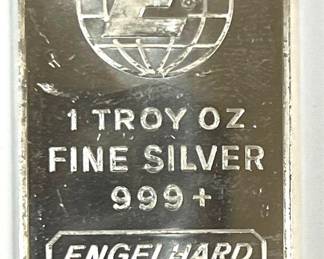 E
1 TROY OZ
FINE SILVER
999+
ENGELHARD